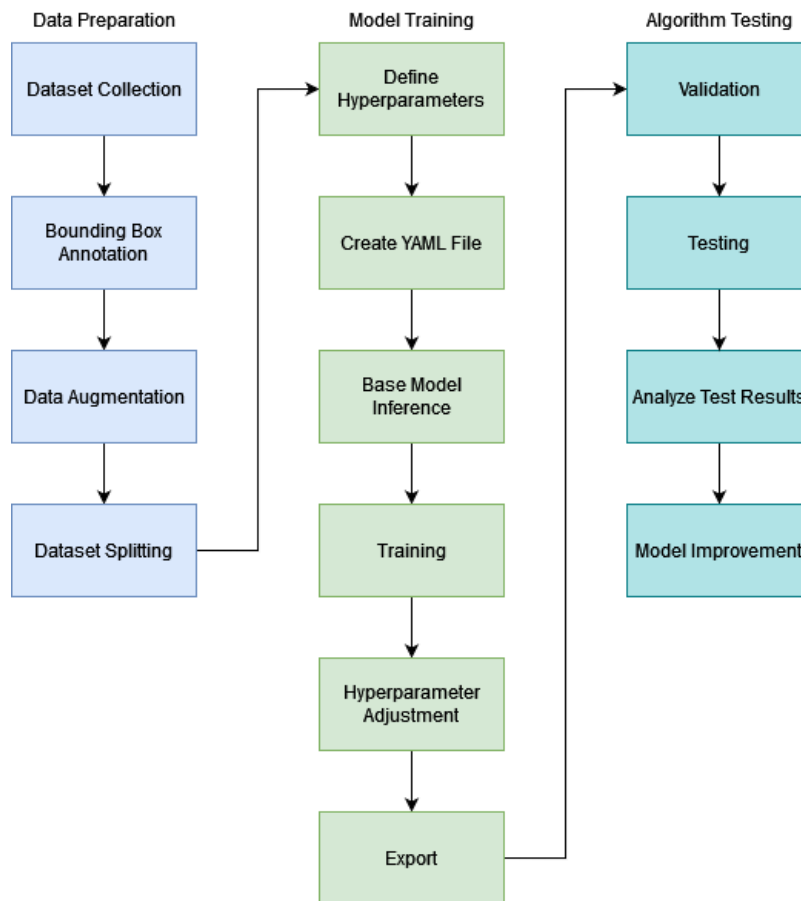 Data Preparation
Dataset Collection
Bounding Box
Annotation
Data Augmentation
Dataset Splitting
Model Training
Define
Hyperparameters
Create YAML File
Base Model
Inference
Training
Hyperparameter
Adjustment
Export
Algorithm Testing
Validation
Testing
Analyze Test Results
Model Improvement